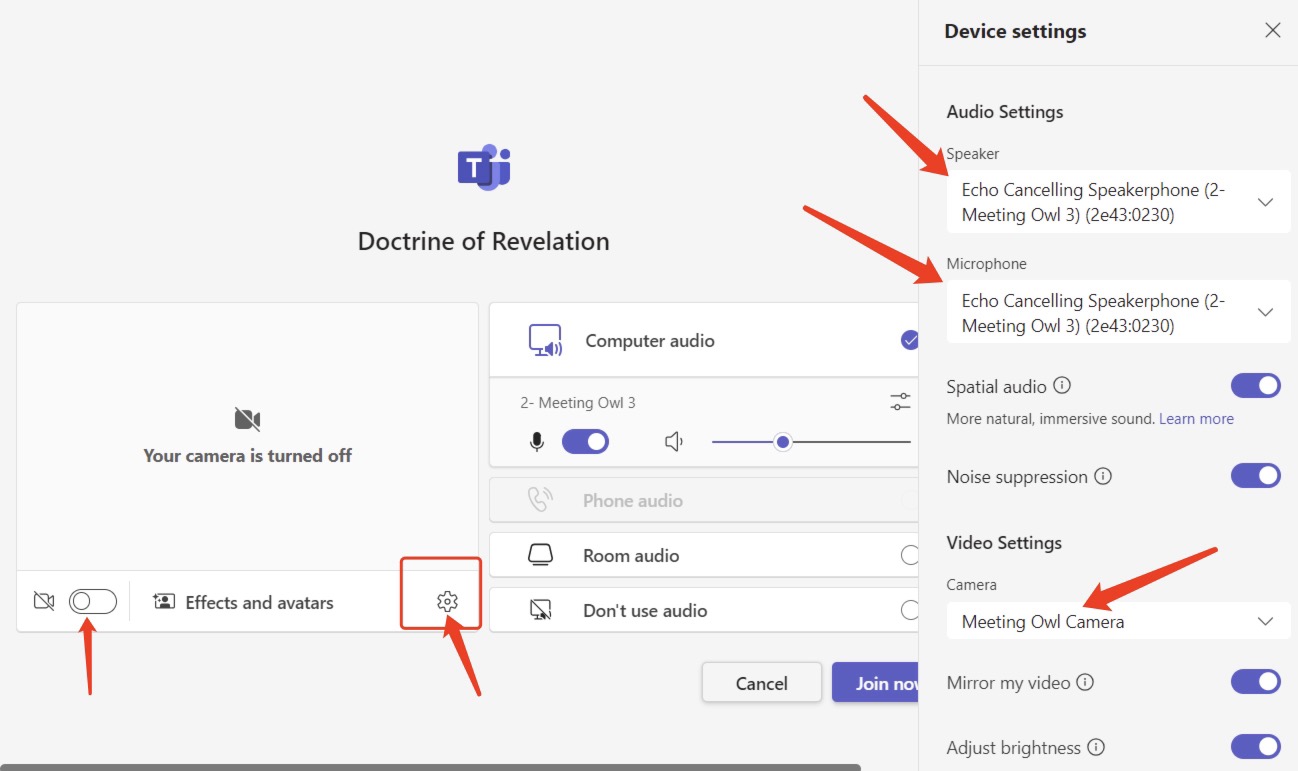 Device settings
Audio Settings
Speaker
Echo Cancelling Speakerphone (2-
Meeting Owl 3) (2e43:0230)
Microphone
Echo Cancelling Speakerphone (2-
Meeting Owl 3) (2e43:0230)
Spatial audio
More natural, immersive sound. Learn more
Noise suppression
Video Settings
Camera
Meeting Owl Camera
Mirror my video
Adjust brightness
T
Doctrine of Revelation
Your camera is turned off
Effects and avatars
Computer audio
2- Meeting Owl 3
Phone audio
Room audio
Don't use audio
Cancel
Join now